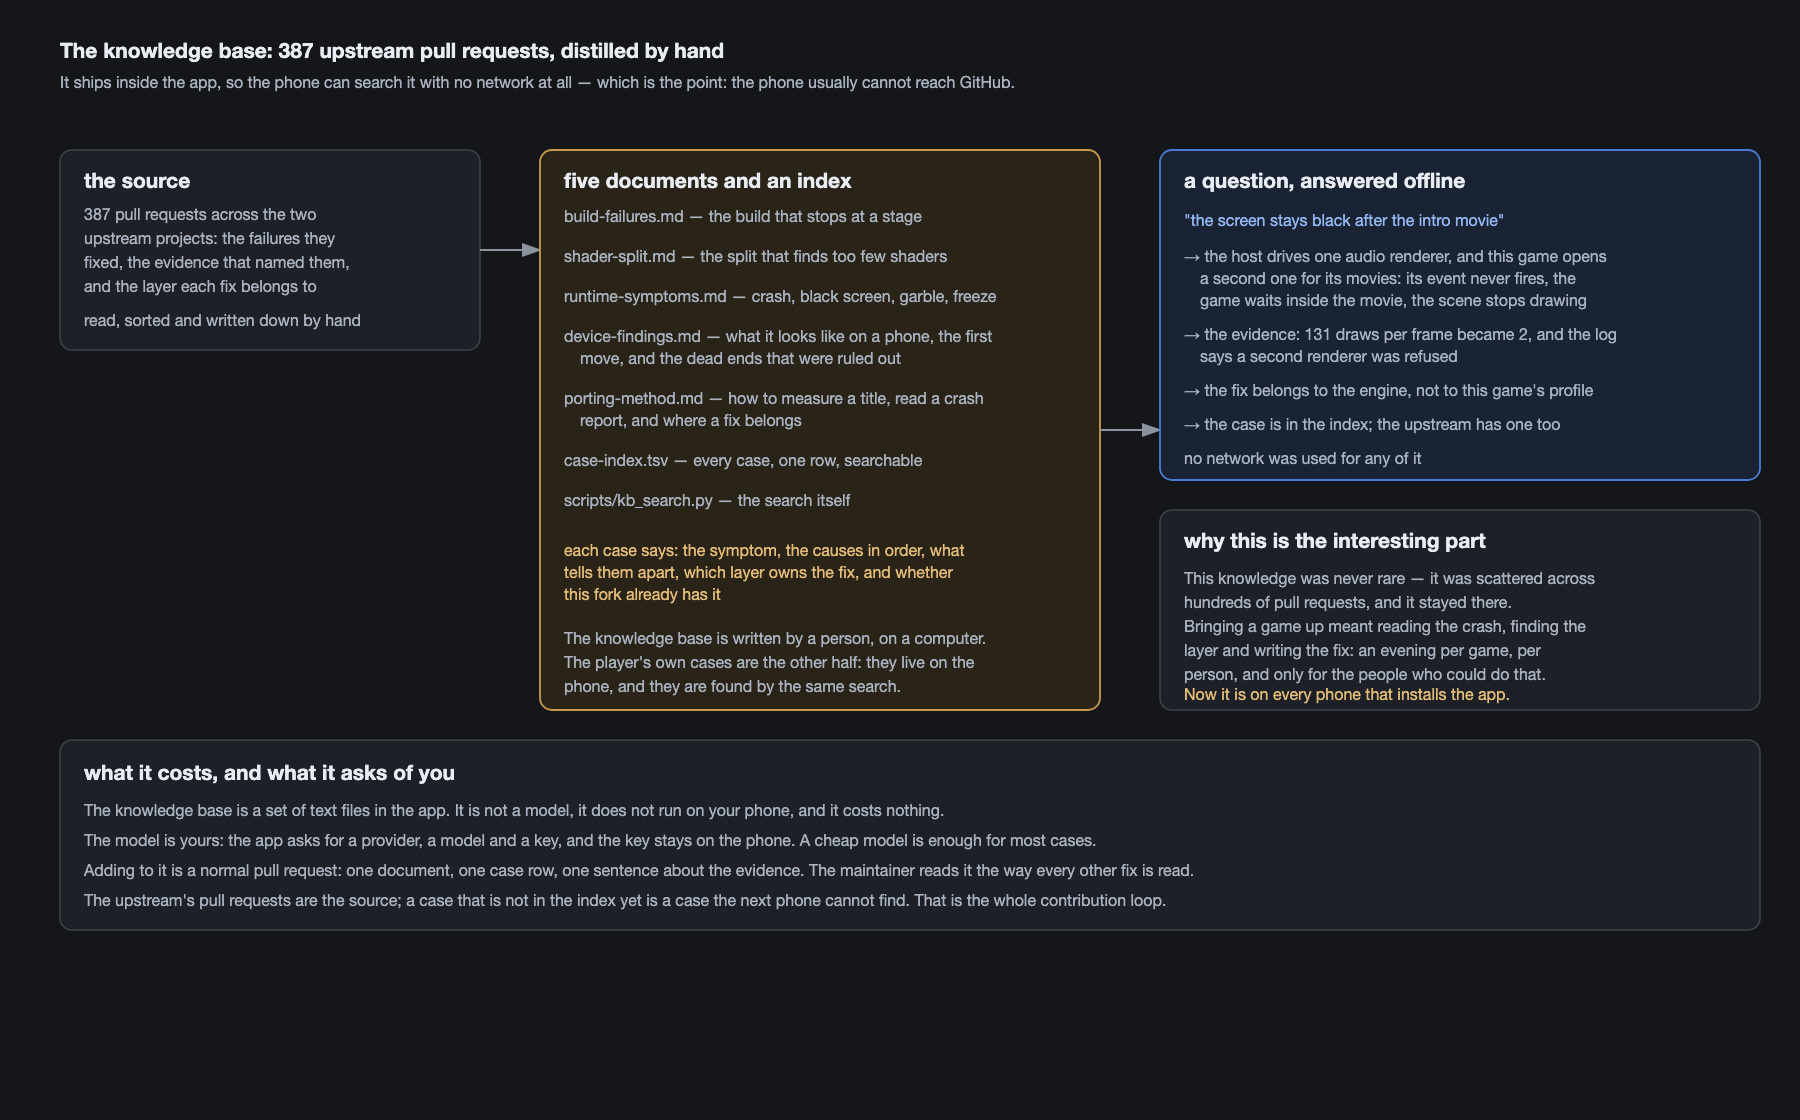 The knowledge base: 387 upstream pull requests, distilled by hand
It ships inside the app, so the phone can search it with no network at all — which is the point: the phone usually cannot reach GitHub.
the source
387 pull requests across the two
upstream projects: the failures they
fixed, the evidence that named them,
and the layer each fix belongs to
read, sorted and written down by hand
five documents and an index
build-failures.md — the build that stops at a stage
shader-split.md — the split that finds too few shaders
runtime-symptoms.md — crash, black screen, garble, freeze
device-findings.md — what it looks like on a phone, the first
move, and the dead ends that were ruled out
porting-method.md — how to measure a title, read a crash
report, and where a fix belongs
case-index.tsv — every case, one row, searchable
scripts/kb_search.py — the search itself
each case says: the symptom, the causes in order, what
tells them apart, which layer owns the fix, and whether
this fork already has it
The knowledge base is written by a person, on a computer.
The player's own cases are the other half: they live on the
phone, and they are found by the same search.
a question, answered offline
"the screen stays black after the intro movie"
→ the host drives one audio renderer, and this game opens
a second one for its movies: its event never fires, the
game waits inside the movie, the scene stops drawing
→ the evidence: 131 draws per frame became 2, and the log
says a second renderer was refused
→ the fix belongs to the engine, not to this game's profile
→ the case is in the index; the upstream has one too
no network was used for any of it
why this is the interesting part
This knowledge was never rare — it was scattered across
hundreds of pull requests, and it stayed there.
Bringing a game up meant reading the crash, finding the
layer and writing the fix: an evening per game, per
person, and only for the people who could do that.
Now it is on every phone that installs the app.
what it costs, and what it asks of you
The knowledge base is a set of text files in the app. It is not a model, it does not run on your phone, and it costs nothing.
The model is yours: the app asks for a provider, a model and a key, and the key stays on the phone. A cheap model is enough for most cases.
Adding to it is a normal pull request: one document, one case row, one sentence about the evidence. The maintainer reads it the way every other fix is read.
The upstream's pull requests are the source; a case that is not in the index yet is a case the next phone cannot find. That is the whole contribution loop.